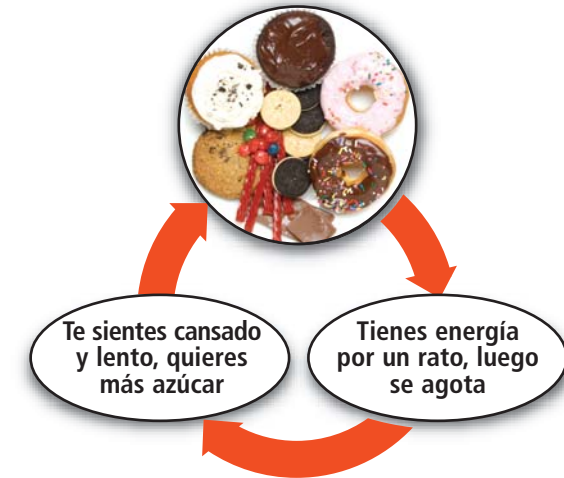 Te sientes cansado
y lento, quieres
más azúcar
Tienes energía
por un rato, luego
se agota